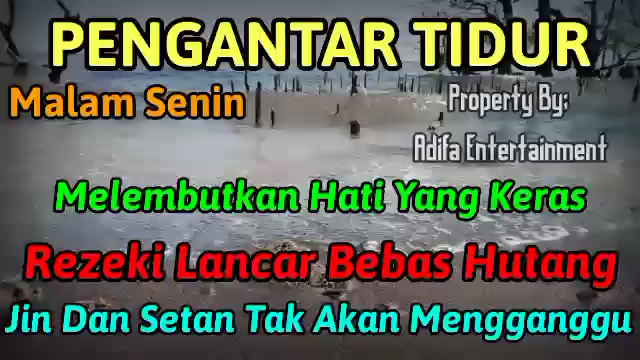 PENGANTAR TIDUR
Malam Senin
Property By:
Adifa Entertainment
Melembutkan Hati Yang Keras
Rezeki Lancar Bebas Hutang
Jin Dan Setan Tak Akan Mengganggu